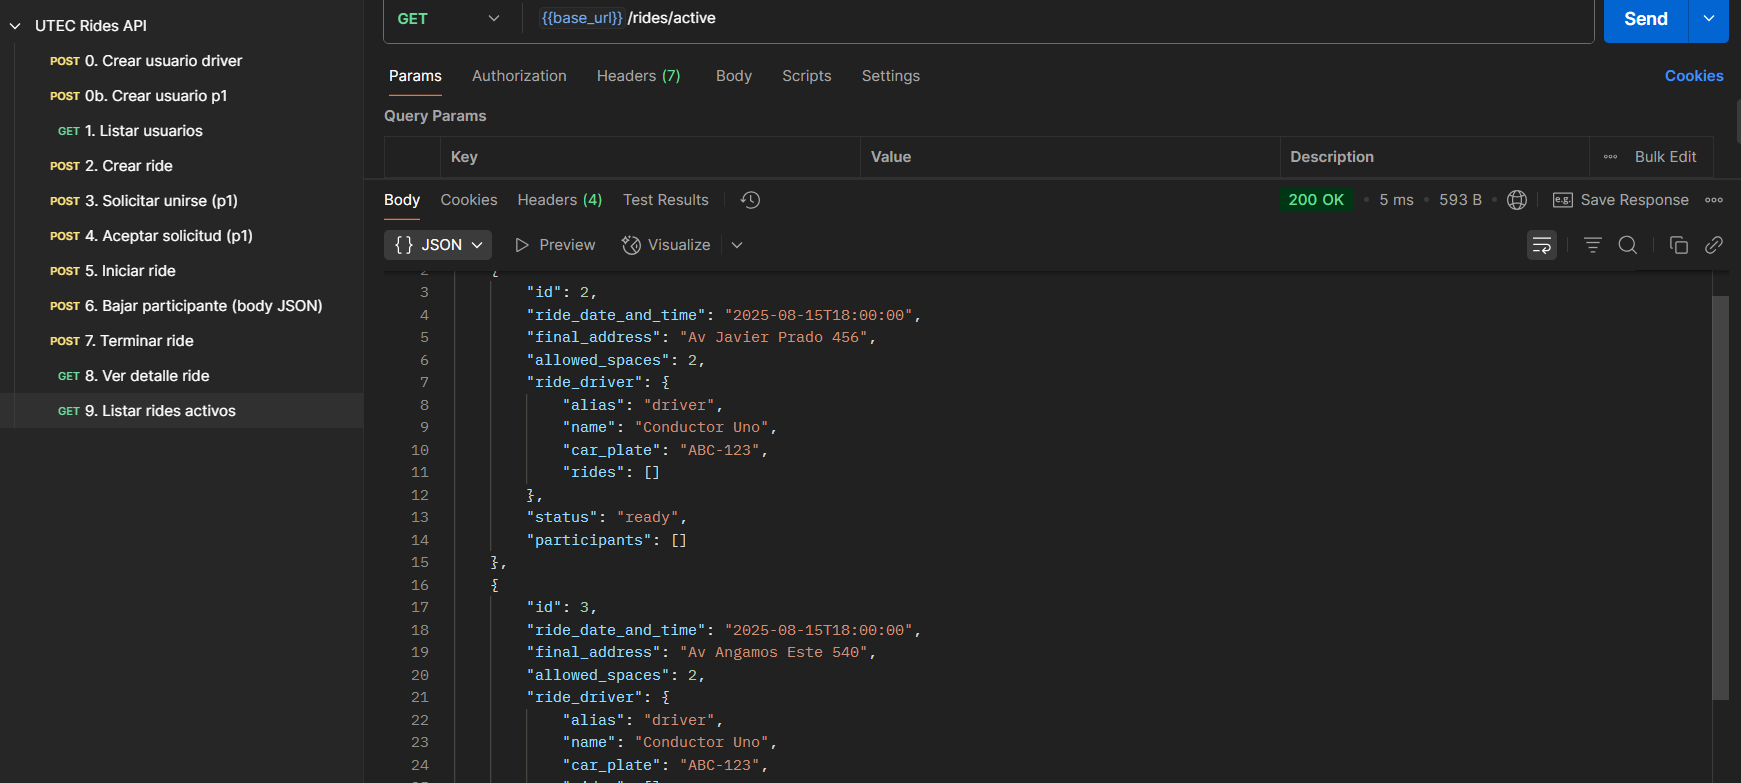 UTEC Rides API
POST 0. Crear usuario driver
POST 0b. Crear usuario p1
GET 1. Listar usuarios
POST 2. Crear ride
POST 3. Solicitar unirse (p1)
POST 4. Aceptar solicitud (p1)
POST 5. Iniciar ride
POST 6. Bajar participante (body JSON)
POST 7. Terminar ride
GET 8. Ver detalle ride
GET 9. Listar rides activos
GET {{base_url}} /rides/active Send
Params Authorization Headers (7) Body Scripts Settings Cookies
Query Params
Key Value Description Bulk Edit
Body Cookies Headers (4) Test Results 200 OK 5 ms 593 B e.g. Save Response
{} JSON Preview Visualize
2 {
3 "id": 2,
4 "ride_date_and_time": "2025-08-15T18:00:00",
5 "final_address": "Av Javier Prado 456",
6 "allowed_spaces": 2,
7 "ride_driver": {
8 "alias": "driver",
9 "name": "Conductor Uno",
10 "car_plate": "ABC-123",
11 "rides": []
12 },
13 "status": "ready",
14 "participants": []
15 },
16 {
17 "id": 3,
18 "ride_date_and_time": "2025-08-15T18:00:00",
19 "final_address": "Av Angamos Este 540",
20 "allowed_spaces": 2,
21 "ride_driver": {
22 "alias": "driver",
23 "name": "Conductor Uno",
24 "car_plate": "ABC-123",